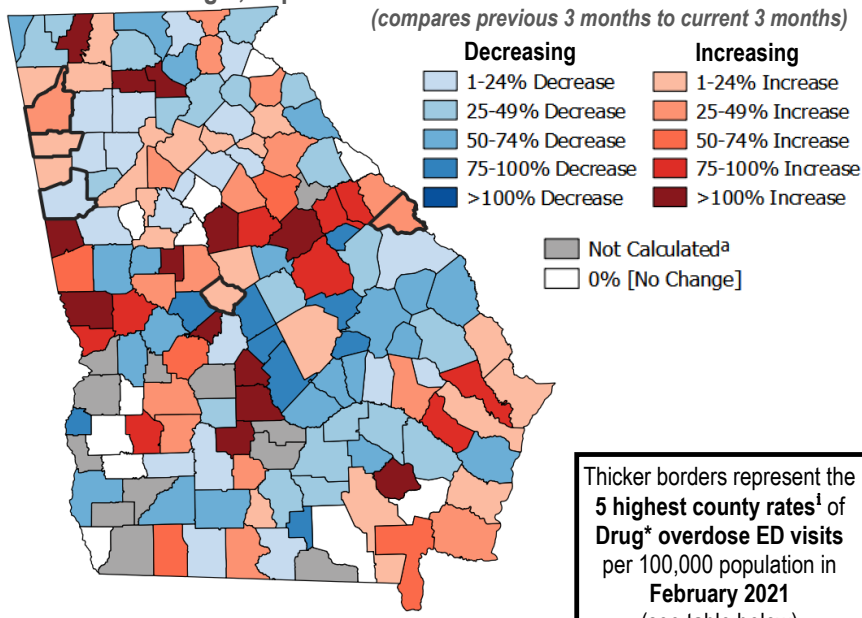 (compares previous 3 months to current 3 months)
Decreasing Increasing
1-24% Decrease 1-24% Increase
25-49% Decrease 25-49% Increase
50-74% Decrease 50-74% Increase
75-100% Decrease 75-100% Increase
>100% Decrease >100% Increase
Not Calculatedª
0% [No Change]
Thicker borders represent the
5 highest county ratesⁱ of
Drug* overdose ED visits
per 100,000 population in
February 2021